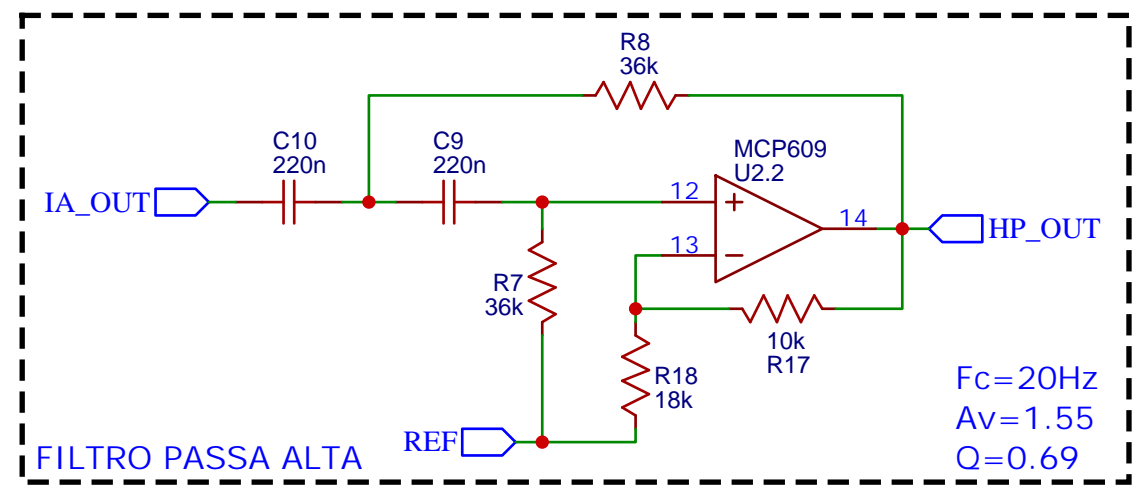 R8
36k
C10
220n
C9
220n
MCP609
U2.2
IA_OUT
12
14
HP_OUT
13
R7
36k
10k
R17
R18
18k
REF
Fc=20Hz
Av=1.55
Q=0.69
FILTRO PASSA ALTA